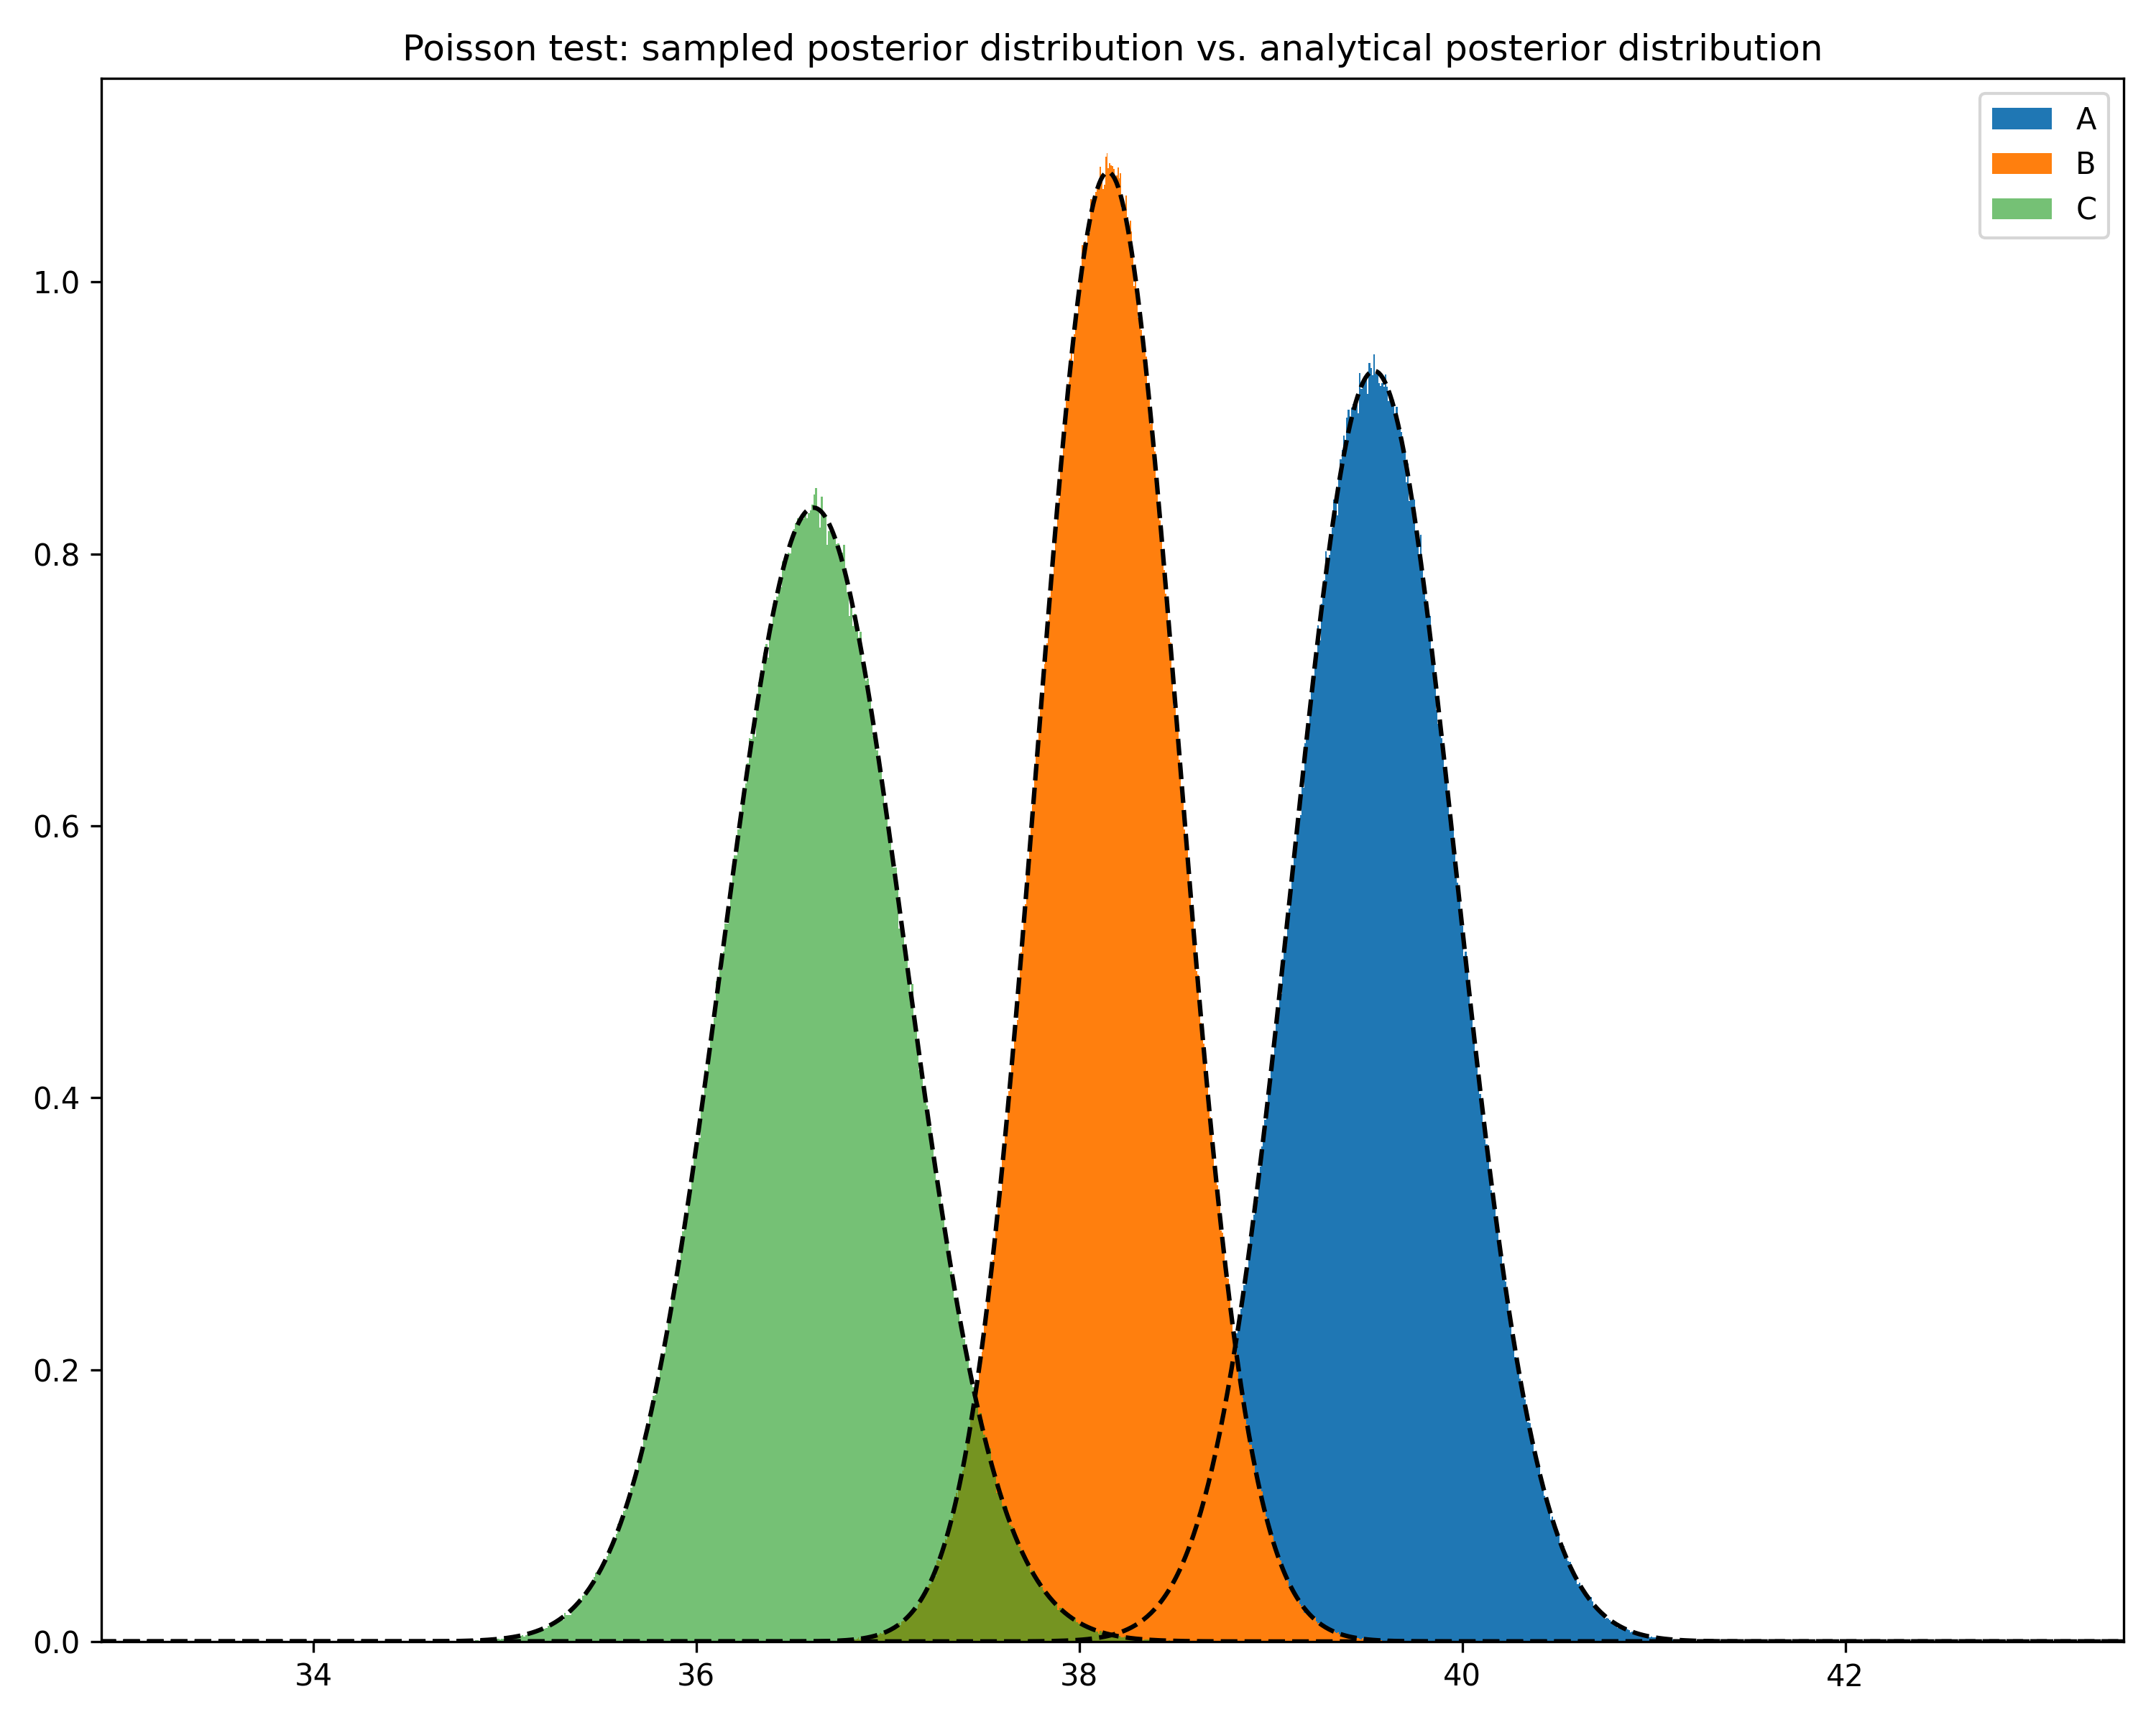 Poisson test: sampled posterior distribution vs. analytical posterior distribution
A
B
C
1.0
0.8
0.6
0.4
0.2
0.0
34 36 38 40 42